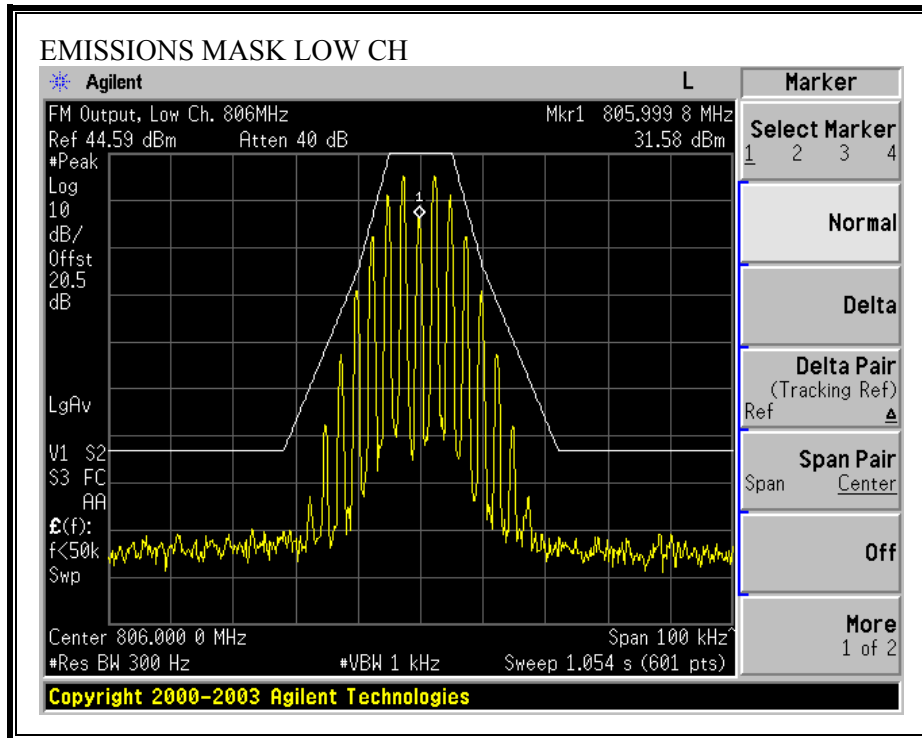 EMISSIONS MASK LOW CH
Agilent L Marker
FM Output, Low Ch. 806MHz Mkr1 805.999 8 MHz
Ref 44.59 dBm Atten 40 dB 31.58 dBm
#Peak
Log
10
dB/
Offst
20.5
dB
LgAv
V1 S2
S3 FC
AA
£(f):
f<50k
Swp
1
Center 806.000 0 MHz Span 100 kHz^
#Res BW 300 Hz #VBW 1 kHz Sweep 1.054 s (601 pts)
Select Marker
1 2 3 4
Normal
Delta
Delta Pair
(Tracking Ref)
Ref Δ
Span Pair
Span Center
Off
More
1 of 2
Copyright 2000-2003 Agilent Technologies